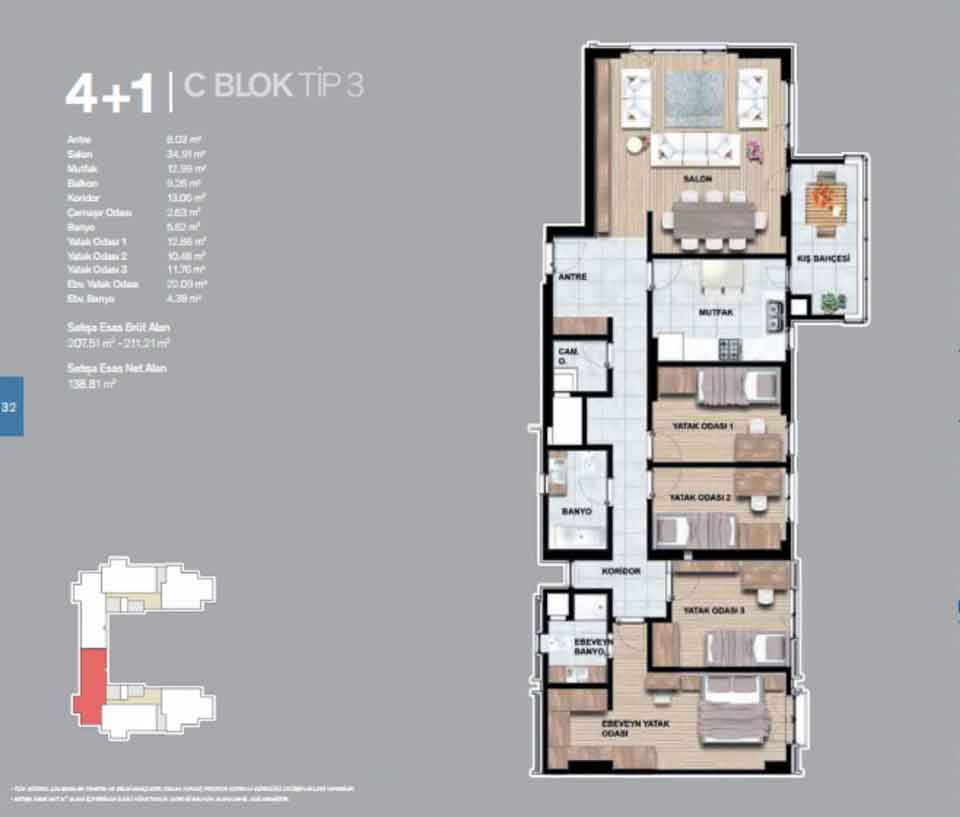 4+1 | C BLOK TİP 3
Antre 8.03 m²
Salon 34.91 m²
Mutfak 12.99 m²
Balkon 9.26 m²
Koridor 13.06 m²
Çamaşır Odası 2.63 m²
Banyo 5.62 m²
Yatak Odası 1 12.86 m²
Yatak Odası 2 10.48 m²
Yatak Odası 3 11.76 m²
Ebv. Yatak Odası 22.09 m²
Ebv. Banyo 4.39 m²
Satışa Esas Brüt Alan
207.51 m² - 211.21 m²
Satışa Esas Net Alan
138.81 m²
32
SALON
KIŞ BAHÇESİ
ANTRE
MUTFAK
CAM.
O.
YATAK ODASI 1
YATAK ODASI 2
BANYO
KORİDOR
YATAK ODASI 3
EBEVEYN
BANYO
EBEVEYN YATAK
ODASI